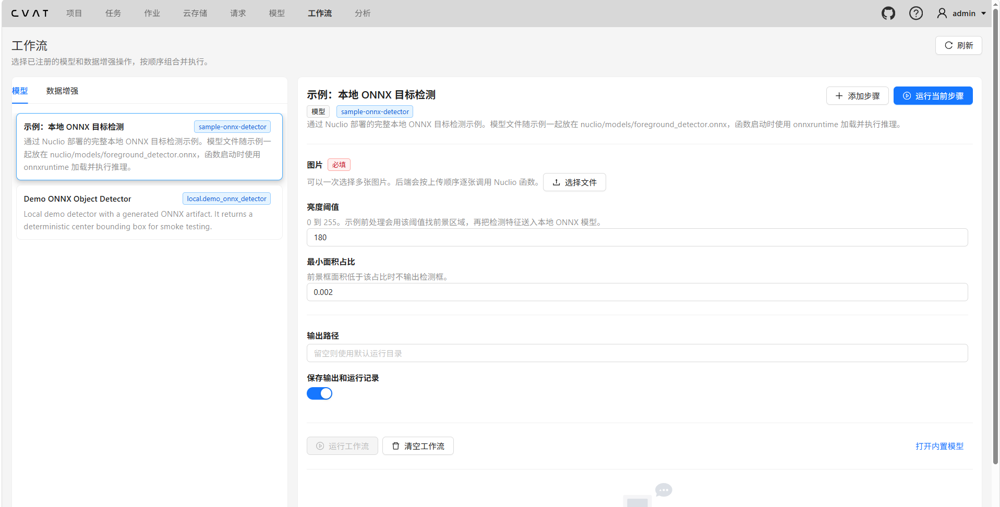 CVAT 项目 任务 作业 云存储 请求 模型 工作流 分析 admin
工作流
刷新
选择已注册的模型和数据增强操作，按顺序组合并执行。
模型 数据增强
示例：本地 ONNX 目标检测 sample-onnx-detector
通过 Nuclio 部署的完整本地 ONNX 目标检测示例。模型文件随示例一
起放在 nuclio/models/foreground_detector.onnx，函数启动时使用
onnxruntime 加载并执行推理。
Demo ONNX Object Detector local.demo_onnx_detector
Local demo detector with a generated ONNX artifact. It returns a
deterministic center bounding box for smoke testing.
示例：本地 ONNX 目标检测
添加步骤 运行当前步骤
模型 sample-onnx-detector
通过 Nuclio 部署的完整本地 ONNX 目标检测示例。模型文件随示例一起放在 nuclio/models/foreground_detector.onnx，函数启动时使用 onnxruntime 加载并执行推理。
图片 必填
可以一次选择多张图片。后端会按上传顺序逐张调用 Nuclio 函数。 选择文件
亮度阈值
0 到 255。示例前处理会用该阈值找前景区域，再把检测特征送入本地 ONNX 模型。
180
最小面积占比
前景框面积低于该占比时不输出检测框。
0.002
输出路径
留空则使用默认运行目录
保存输出和运行记录
运行工作流 清空工作流 打开内置模型